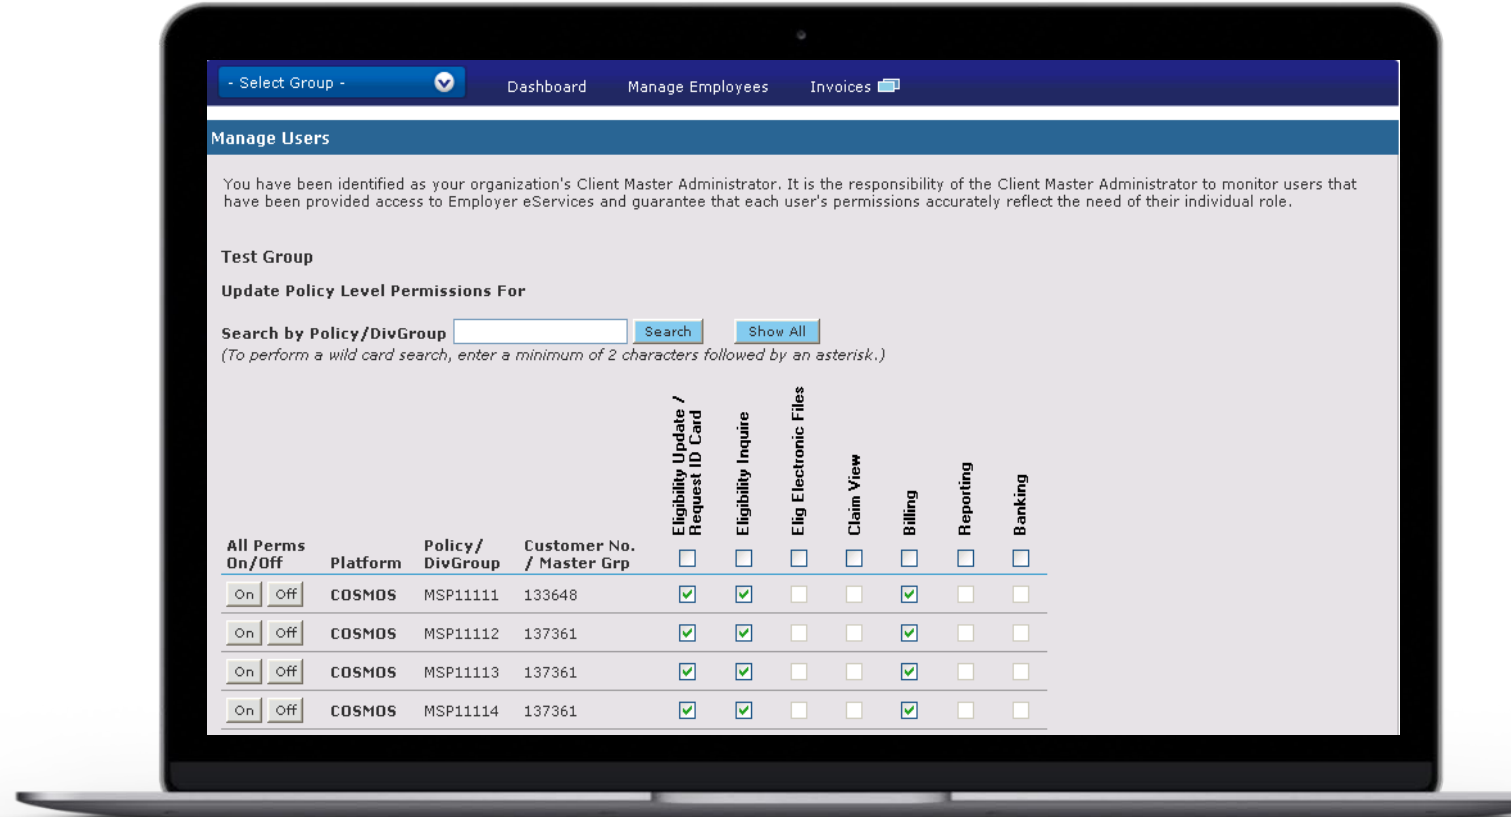 - Select Group -
Dashboard
Manage Employees
Invoices
Manage Users
You have been identified as your organization's Client Master Administrator. It is the responsibility of the Client Master Administrator to monitor users that
have been provided access to Employer eServices and guarantee that each user's permissions accurately reflect the need of their individual role.
Test Group
Update Policy Level Permissions For
Search by Policy/DivGroup Search Show All
(To perform a wild card search, enter a minimum of 2 characters followed by an asterisk.)
Eligibility Update /
Request ID Card
Eligibility Inquire
Elig Electronic Files
Claim View
Billing
Reporting
Banking
All Perms
On/Off
Platform
Policy/
DivGroup
Customer No.
/ Master Grp
On Off COSMOS MSP11111 133648
On Off COSMOS MSP11112 137361
On Off COSMOS MSP11113 137361
On Off COSMOS MSP11114 137361